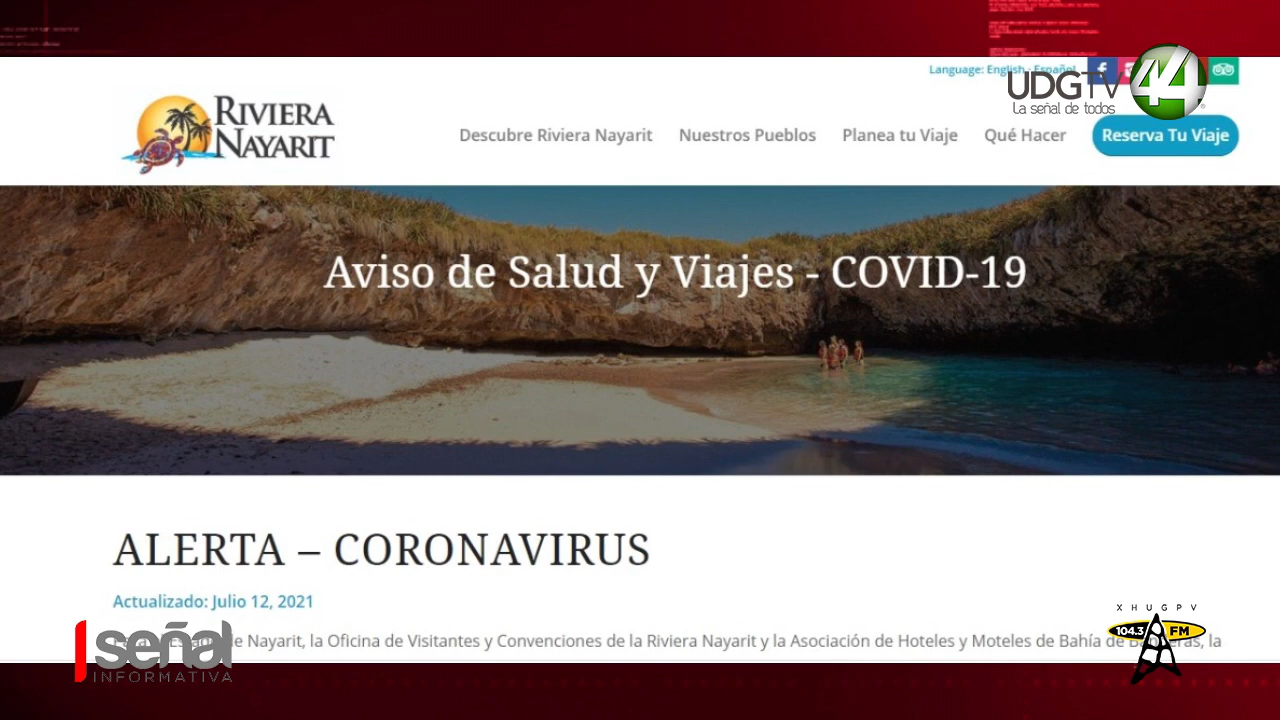 Language: English - Español
UDGTV 44
La señal de todos
RIVIERA
NAYARIT
Descubre Riviera Nayarit
Nuestros Pueblos
Planea tu Viaje
Qué Hacer
Reserva Tu Viaje
Aviso de Salud y Viajes - COVID-19
ALERTA – CORONAVIRUS
Actualizado: Julio 12, 2021
de Nayarit, la Oficina de Visitantes y Convenciones de la Riviera Nayarit y la Asociación de Hoteles y Moteles de Bahía de Banderas, la
señal
INFORMATIVA
XHUGPV
104.3 FM